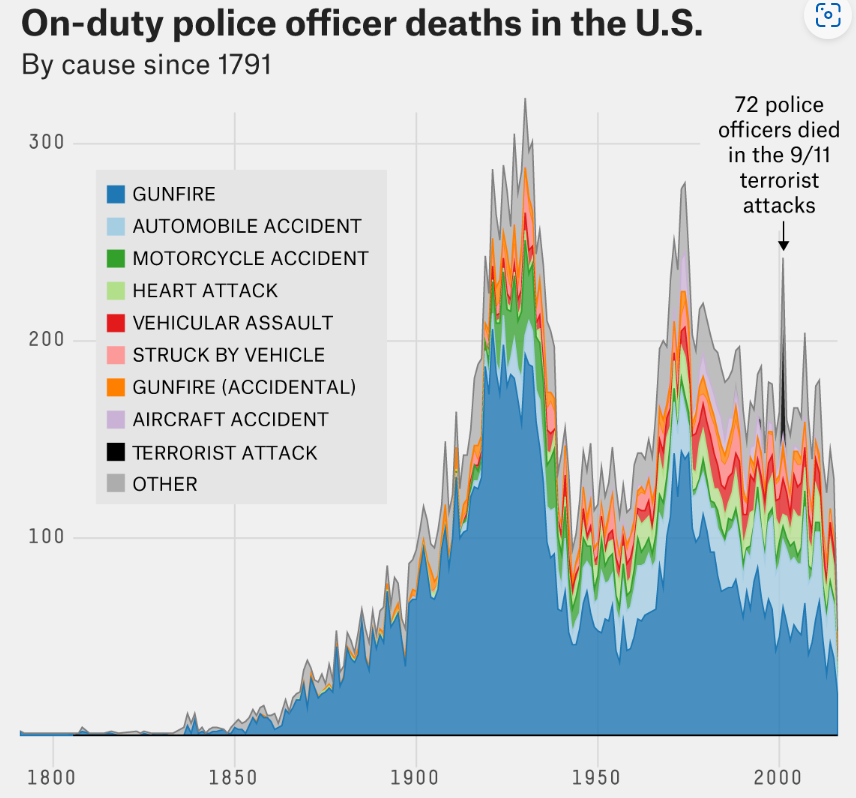 On-duty police officer deaths in the U.S.
By cause since 1791
72 police
officers died
in the 9/11
terrorist
attacks
300
GUNFIRE
AUTOMOBILE ACCIDENT
MOTORCYCLE ACCIDENT
HEART ATTACK
VEHICULAR ASSAULT
200
STRUCK BY VEHICLE
GUNFIRE (ACCIDENTAL)
AIRCRAFT ACCIDENT
TERRORIST ATTACK
OTHER
100
1800
1850
1900
1950
2000